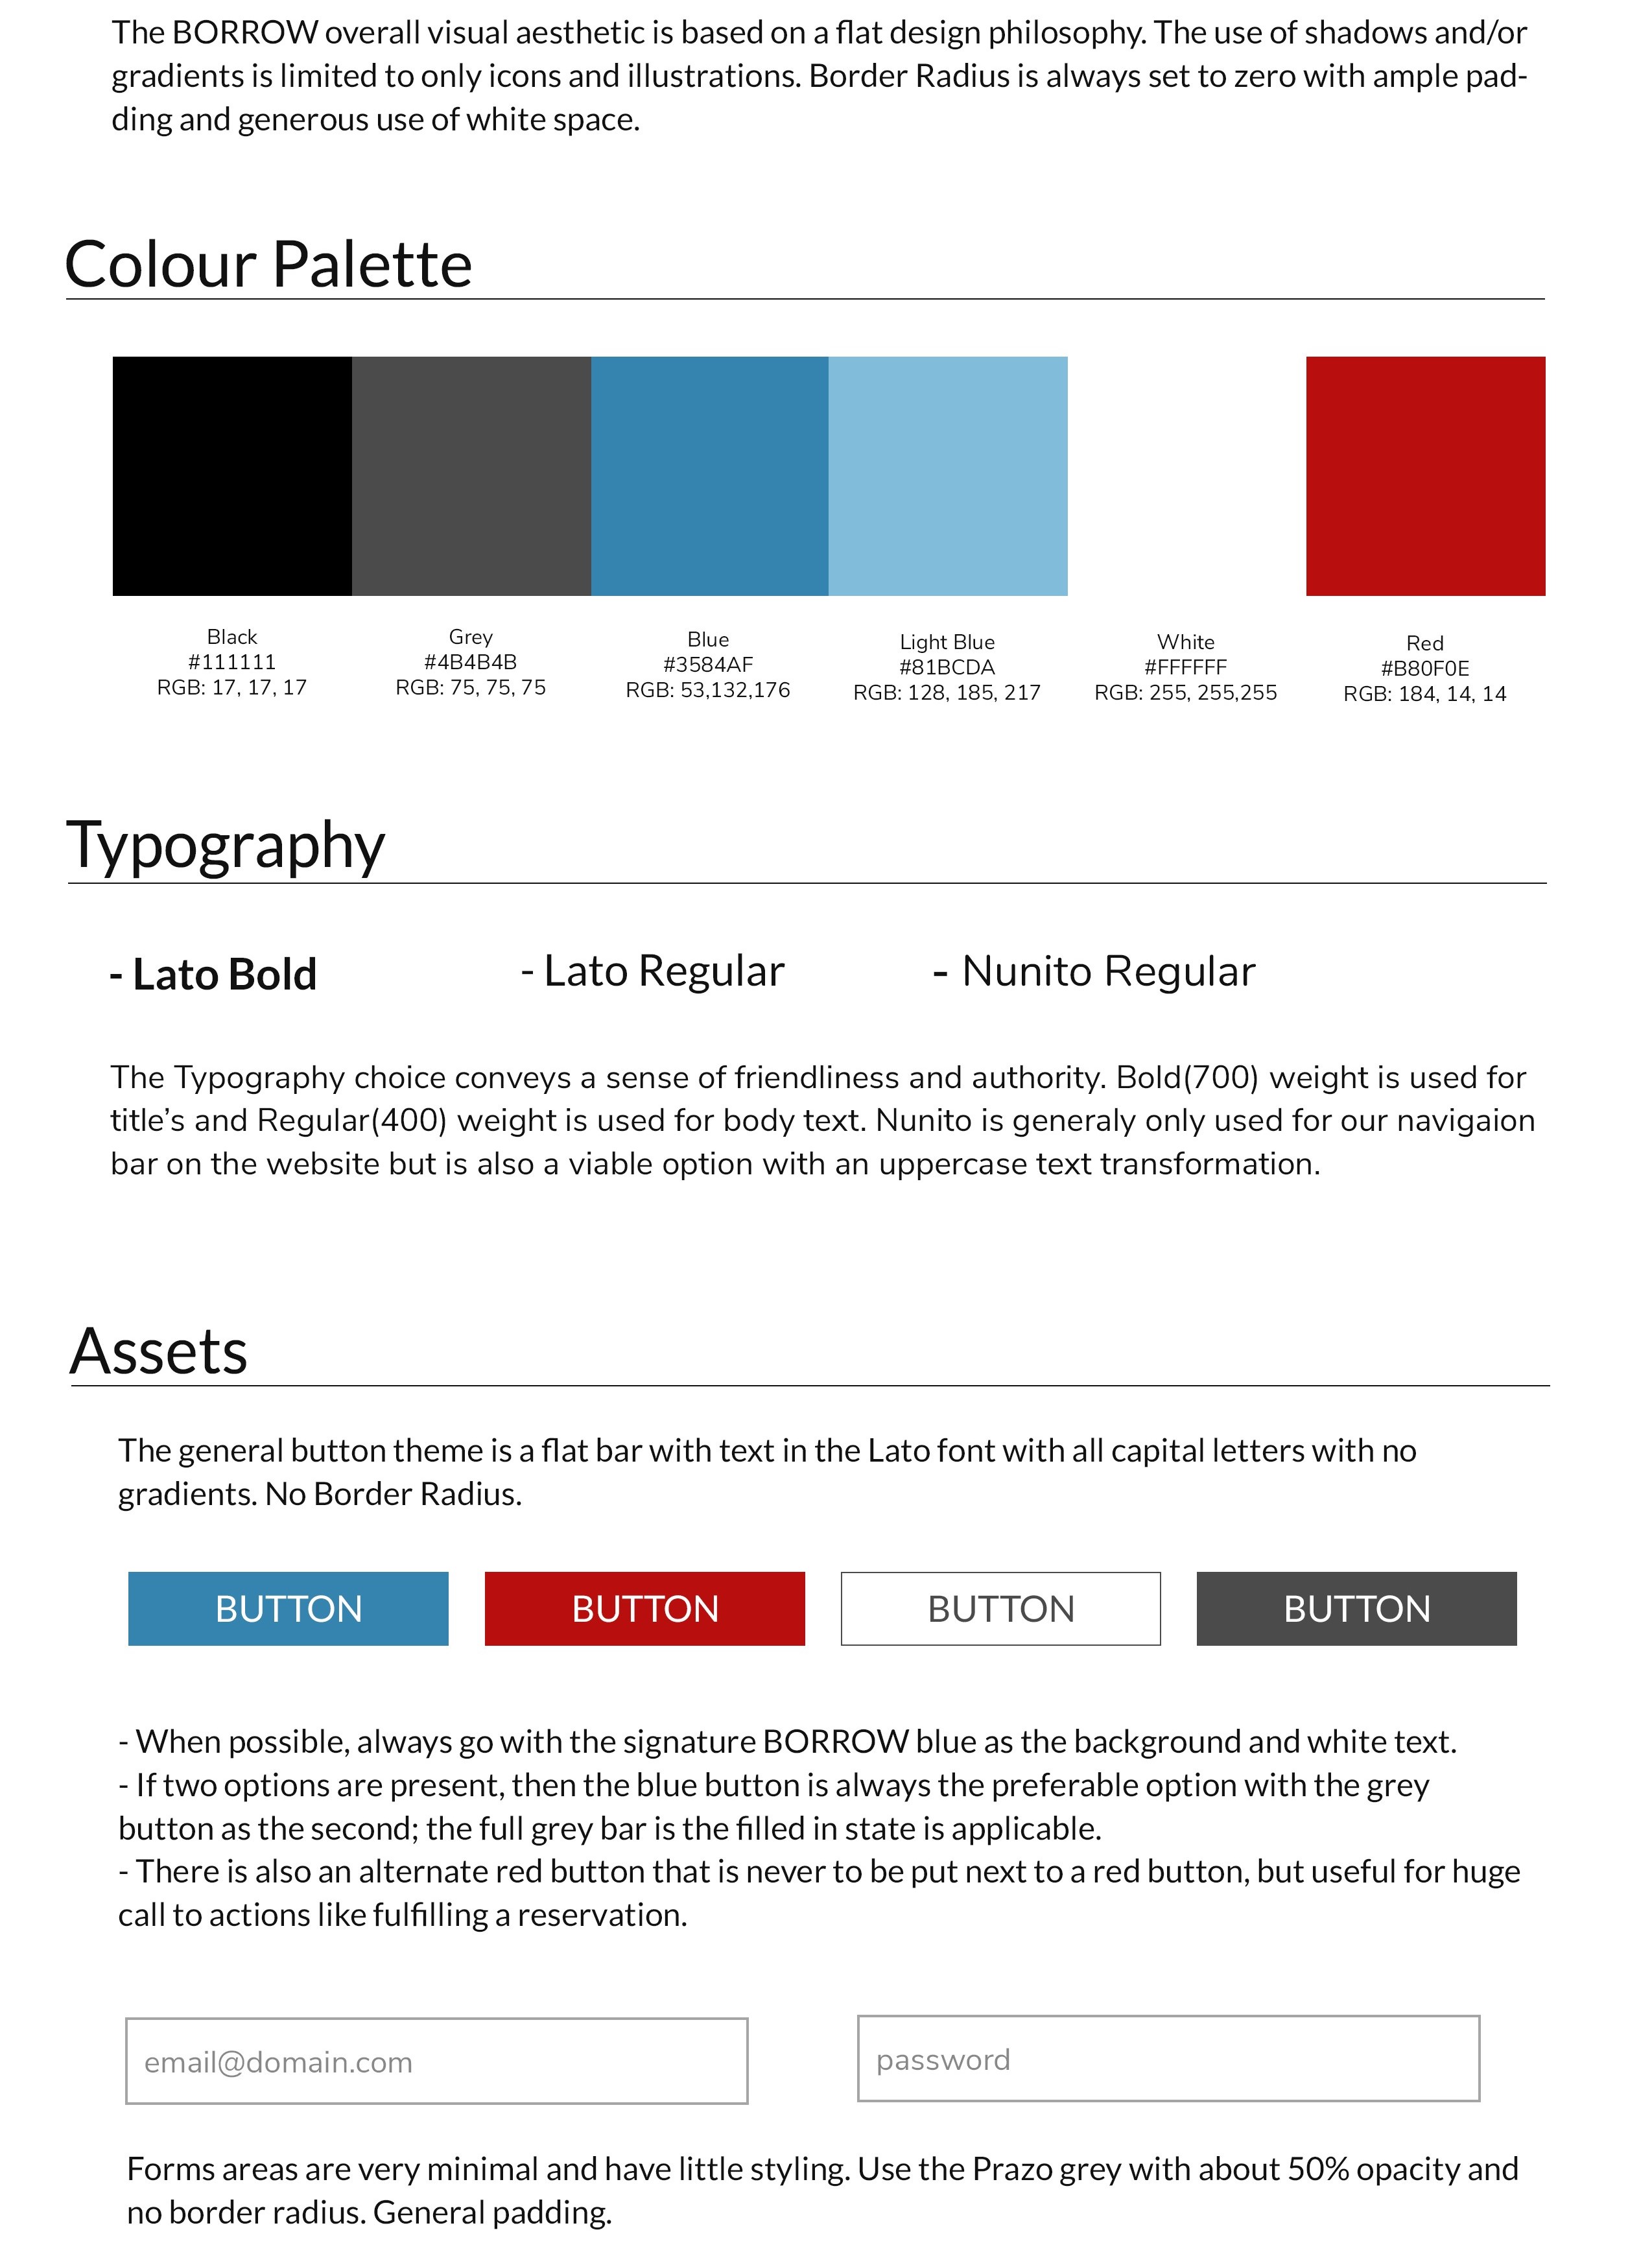 The BORROW overall visual aesthetic is based on a flat design philosophy. The use of shadows and/or
gradients is limited to only icons and illustrations. Border Radius is always set to zero with ample pad-
ding and generous use of white space.
Colour Palette
Black
#111111
RGB: 17, 17, 17
Grey
#4B4B4B
RGB: 75, 75, 75
Blue
#3584AF
RGB: 53,132,176
Light Blue
#81BCDA
RGB: 128, 185, 217
White
#FFFFFF
RGB: 255, 255,255
Red
#B80F0E
RGB: 184, 14, 14
Typography
- Lato Bold
- Lato Regular
- Nunito Regular
The Typography choice conveys a sense of friendliness and authority. Bold(700) weight is used for
title’s and Regular(400) weight is used for body text. Nunito is generaly only used for our navigaion
bar on the website but is also a viable option with an uppercase text transformation.
Assets
The general button theme is a flat bar with text in the Lato font with all capital letters with no
gradients. No Border Radius.
BUTTON
BUTTON
BUTTON
BUTTON
- When possible, always go with the signature BORROW blue as the background and white text.
- If two options are present, then the blue button is always the preferable option with the grey
button as the second; the full grey bar is the filled in state is applicable.
- There is also an alternate red button that is never to be put next to a red button, but useful for huge
call to actions like fulfilling a reservation.
email@domain.com
password
Forms areas are very minimal and have little styling. Use the Prazo grey with about 50% opacity and
no border radius. General padding.